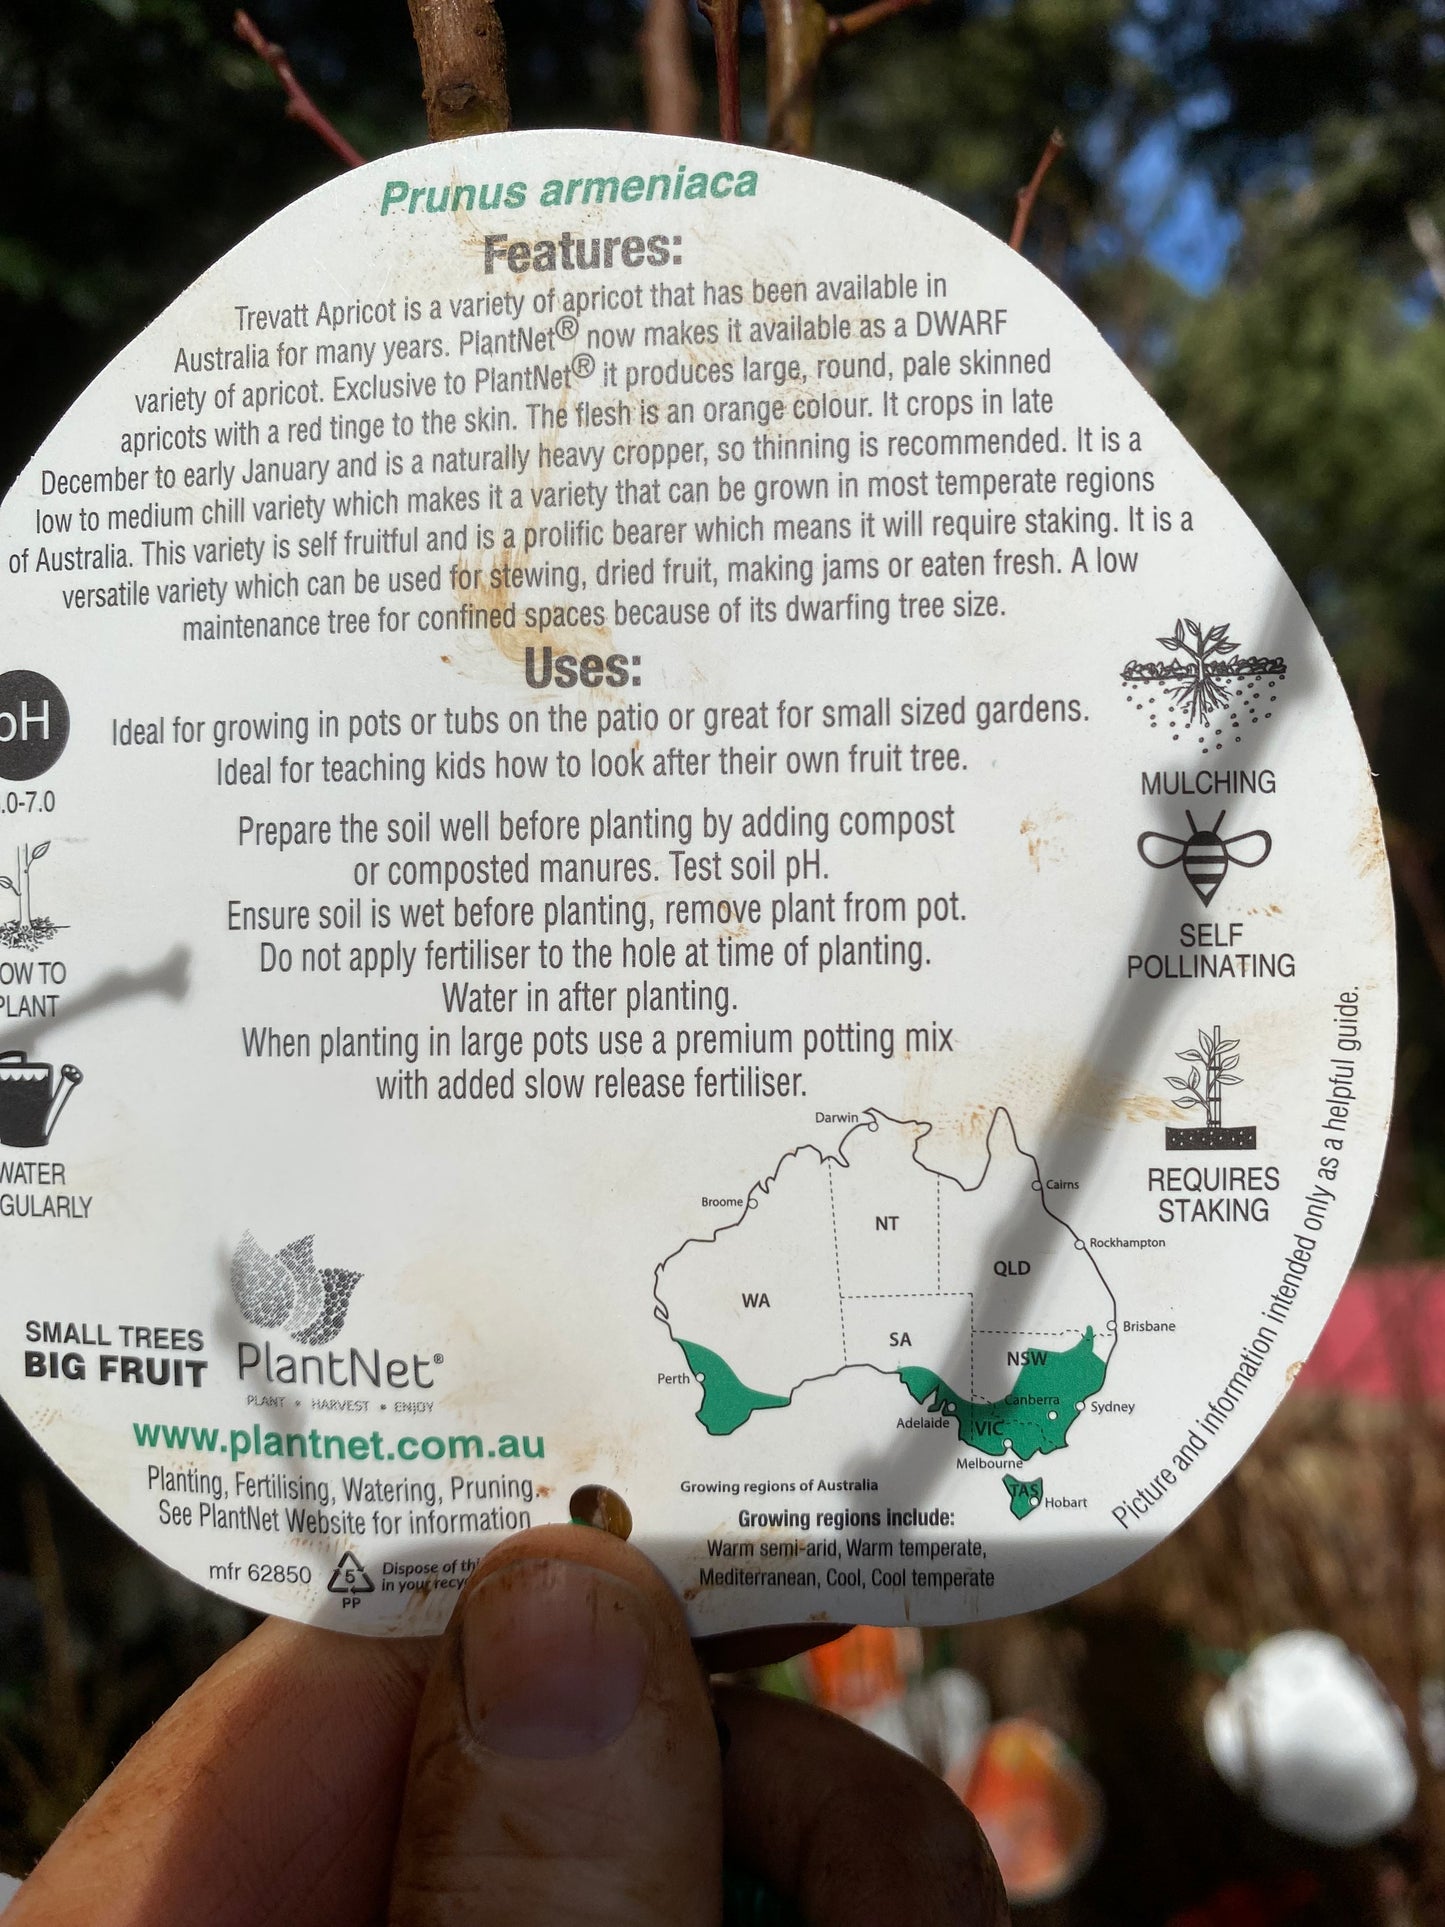 Prunus armeniaca
Features:
Trevatt Apricot is a variety of apricot that has been available in
Australia for many years. PlantNet® now makes it available as a DWARF
variety of apricot. Exclusive to PlantNet® it produces large, round, pale skinned
apricots with a red tinge to the skin. The flesh is an orange colour. It crops in late
December to early January and is a naturally heavy cropper, so thinning is recommended. It is a
low to medium chill variety which makes it a variety that can be grown in most temperate regions
of Australia. This variety is self fruitful and is a prolific bearer which means it will require staking. It is a
versatile variety which can be used for stewing, dried fruit, making jams or eaten fresh. A low
maintenance tree for confined spaces because of its dwarfing tree size.
Uses:
Ideal for growing in pots or tubs on the patio or great for small sized gardens.
Ideal for teaching kids how to look after their own fruit tree.
Prepare the soil well before planting by adding compost
or composted manures. Test soil pH.
Ensure soil is wet before planting, remove plant from pot.
Do not apply fertiliser to the hole at time of planting.
Water in after planting.
When planting in large pots use a premium potting mix
with added slow release fertiliser.
pH
.0-7.0
OW TO
PLANT
WATER
GULARLY
MULCHING
SELF
POLLINATING
REQUIRES
STAKING
SMALL TREES
BIG FRUIT
PlantNet®
PLANT * HARVEST * ENJOY
www.plantnet.com.au
Planting, Fertilising, Watering, Pruning.
See PlantNet Website for information
mfr 62850
5
PP
Dispose of th
in your recy
Darwin
Broome
Cairns
NT
Rockhampton
QLD
WA
Brisbane
SA
NSW
Perth
Canberra
Sydney
Adelaide
VIC
Melbourne
TAS
Hobart
Growing regions of Australia
Growing regions include:
Warm semi-arid, Warm temperate,
Mediterranean, Cool, Cool temperate
Picture and information intended only as a helpful guide.